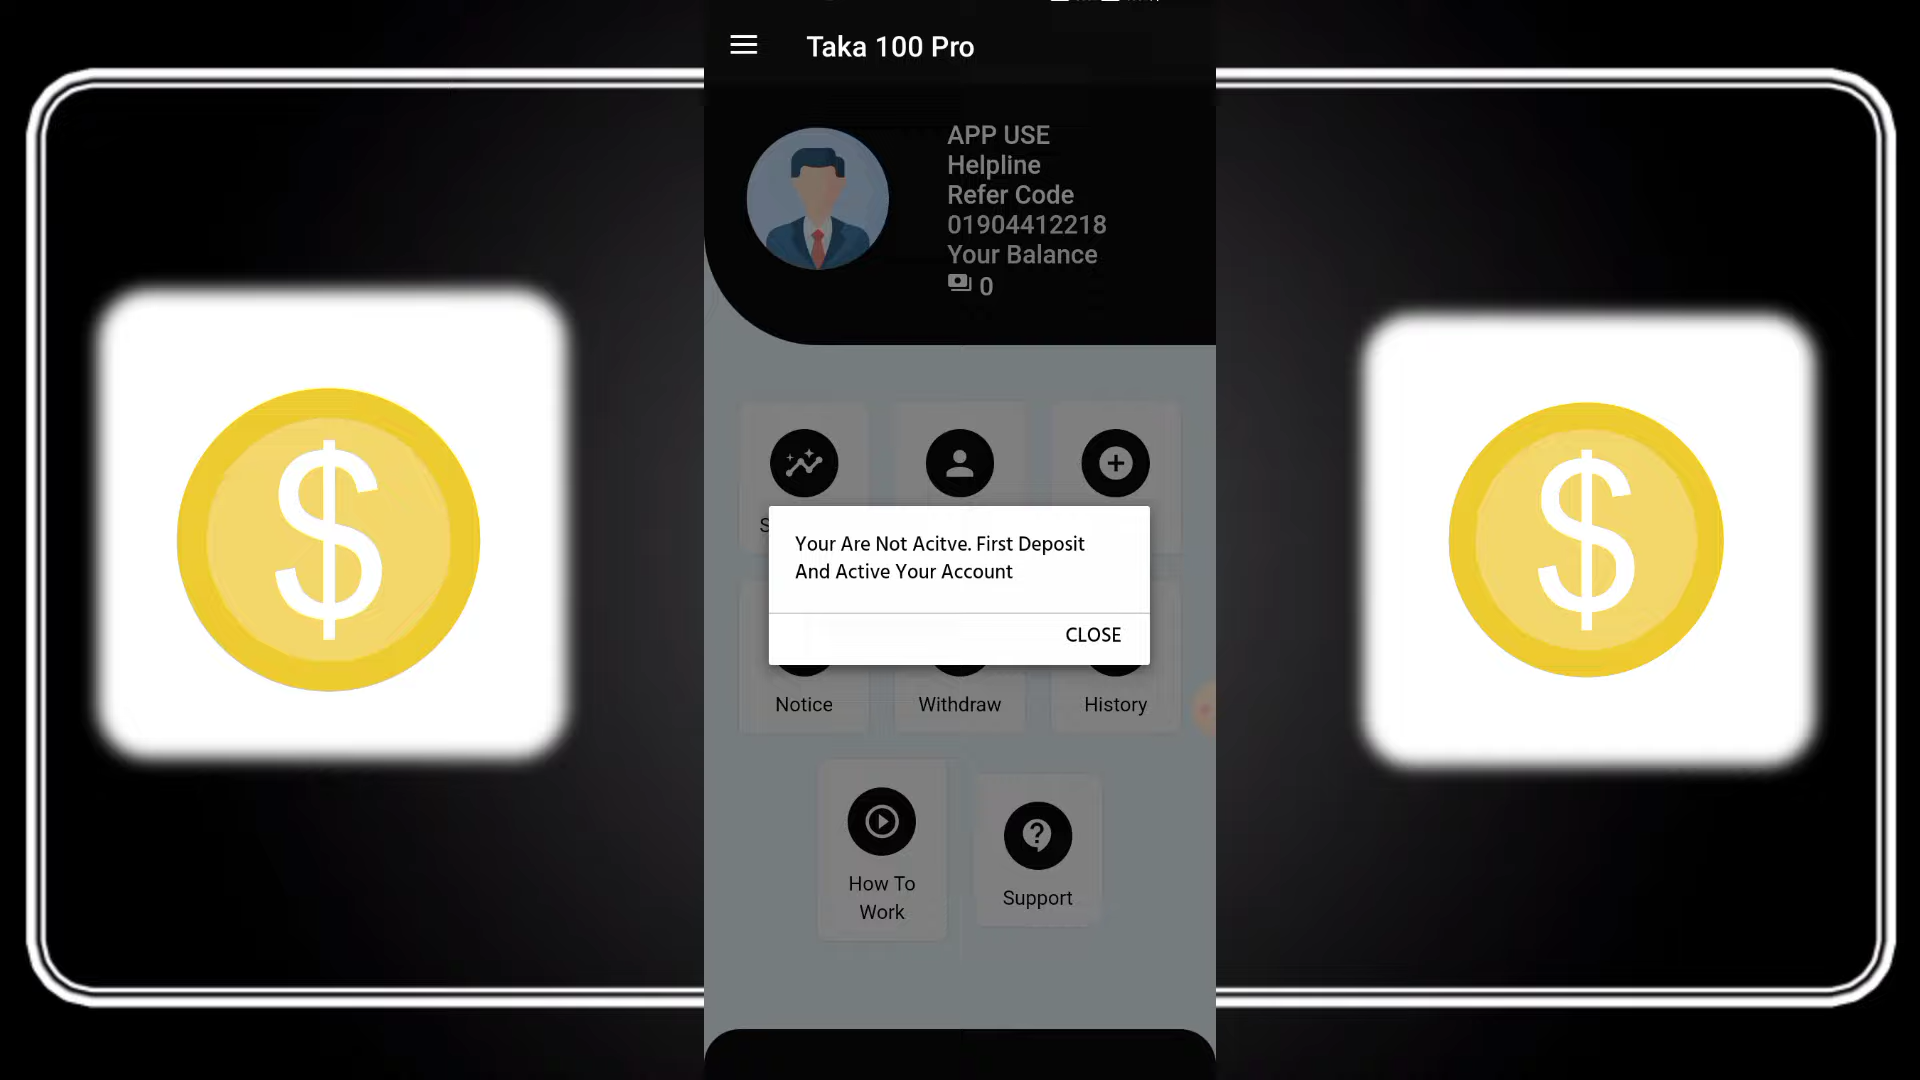 Taka 100 Pro
APP USE
Helpline
Refer Code
01904412218
Your Balance
0
Your Are Not Acitve. First Deposit
And Active Your Account
CLOSE
Notice
Withdraw
History
How To
Work
Support